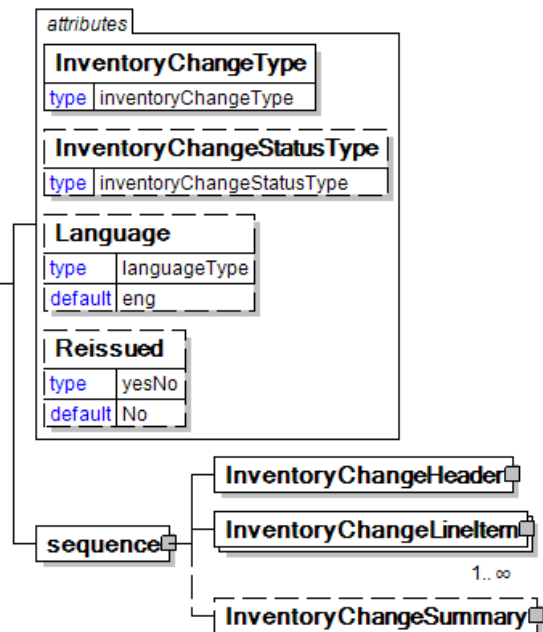 attributes
InventoryChangeType
type inventoryChangeType
InventoryChangeStatusType
type inventoryChangeStatusType
Language
type languageType
default eng
Reissued
type yesNo
default No
InventoryChangeHeader
sequence
InventoryChangeLineItem
1.. ∞
InventoryChangeSummary